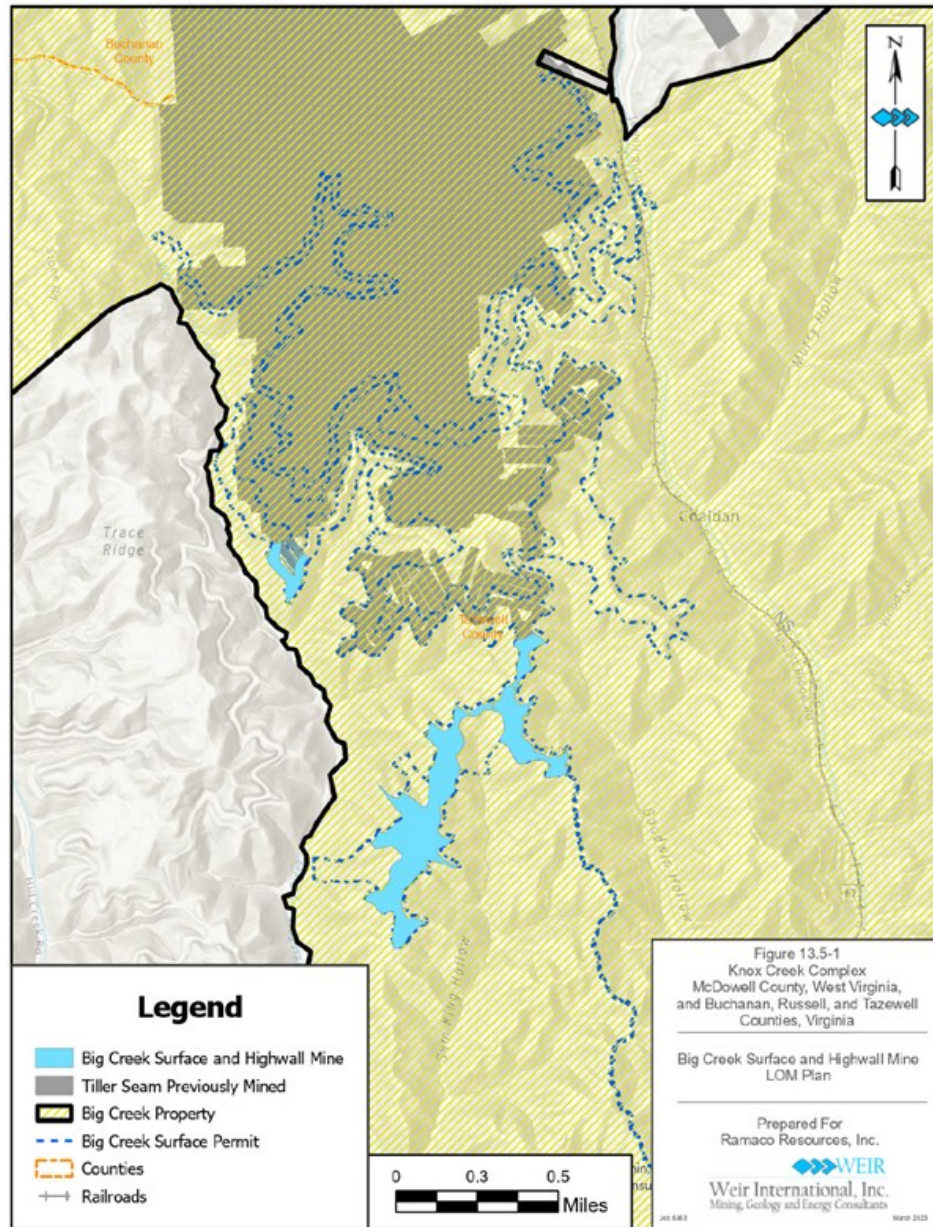 Buchanan
County
N
Murry Hollow
Trace
Ridge
Coaldan
County
NS
Goodwin Hollow
Legend
Big Creek Surface and Highwall Mine
Tiller Seam Previously Mined
Big Creek Property
Big Creek Surface Permit
Counties
Railroads
0 0.3 0.5
Miles
Figure 13.5-1
Knox Creek Complex
McDowell County, West Virginia,
and Buchanan, Russell, and Tazewell
Counties, Virginia
Big Creek Surface and Highwall Mine
LOM Plan
Prepared For
Ramaco Resources, Inc.
WEIR
Weir International, Inc.
Mining, Geology and Energy Consultants
March 2023